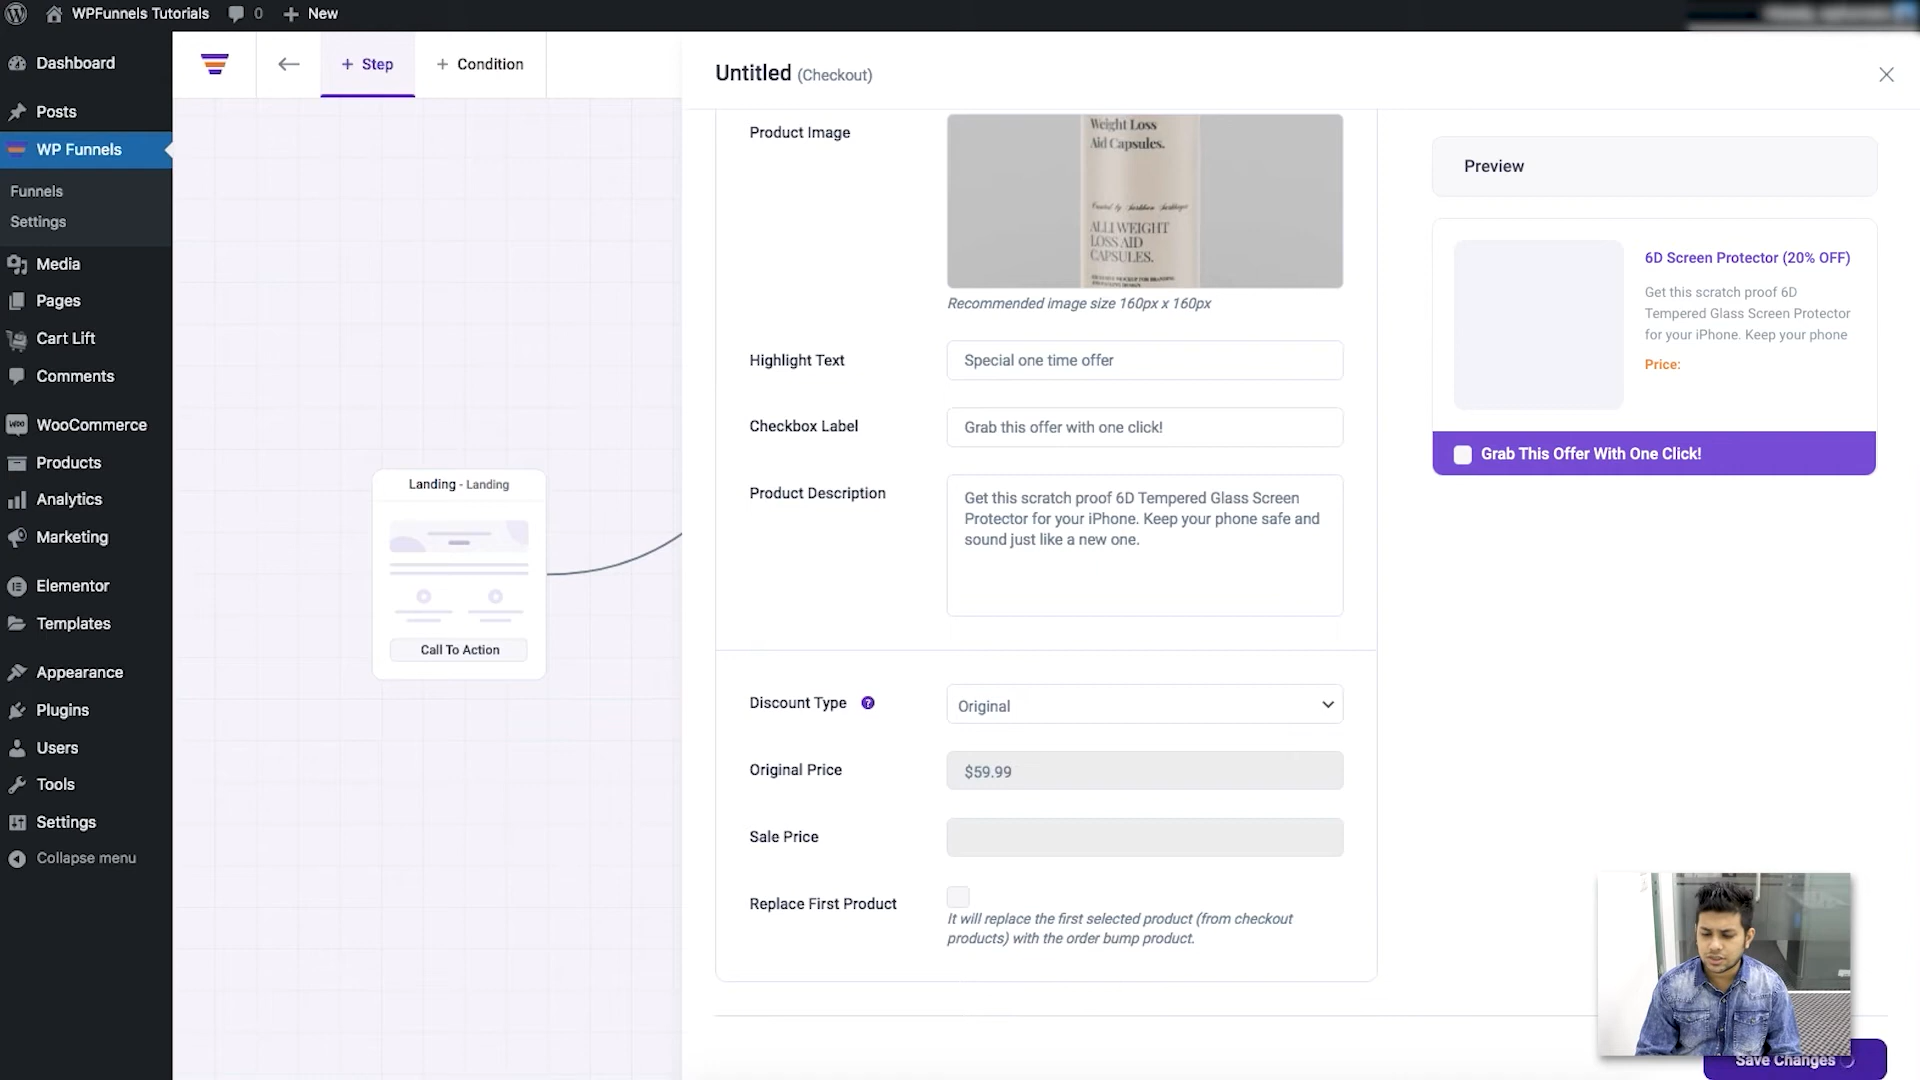 WPFunnels Tutorials
0
New
Dashboard
Posts
WP Funnels
Funnels
Settings
Media
Pages
Cart Lift
Comments
WooCommerce
Products
Analytics
Marketing
Elementor
Templates
Appearance
Plugins
Users
Tools
Settings
Collapse menu
+ Step
+ Condition
Landing - Landing
Call To Action
Untitled (Checkout)
Product Image
Weight Loss
Aid Capsules.
ALLI WEIGHT
LOSS AID
CAPSULES.
Recommended image size 160px x 160px
Highlight Text
Special one time offer
Checkbox Label
Grab this offer with one click!
Product Description
Get this scratch proof 6D Tempered Glass Screen
Protector for your iPhone. Keep your phone safe and
sound just like a new one.
Discount Type ?
Original
Original Price
$59.99
Sale Price
Replace First Product
It will replace the first selected product (from checkout
products) with the order bump product.
Preview
6D Screen Protector (20% OFF)
Get this scratch proof 6D
Tempered Glass Screen Protector
for your iPhone. Keep your phone
Price:
Grab This Offer With One Click!
Save Changes